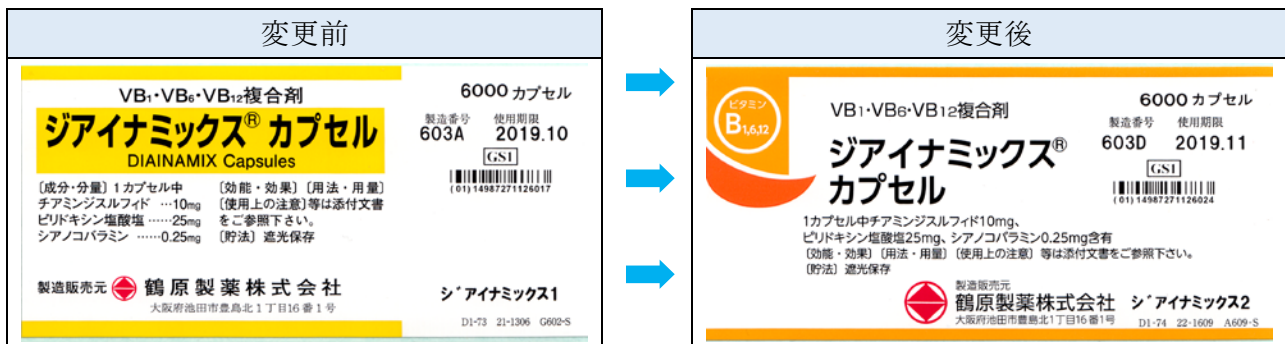 変更前
VB1・VB6・VB12複合剤
ジアイナミックス® カプセル
DIAINAMIX Capsules
〔成分・分量〕1カプセル中
チアミンジスルフィド …10mg
ピリドキシン塩酸塩 ……25mg
シアノコバラミン ……0.25mg
〔効能・効果〕〔用法・用量〕
〔使用上の注意〕等は添付文書
をご参照下さい。
〔貯法〕遮光保存
製造販売元 鶴原製薬株式会社
大阪府池田市豊島北1丁目16番1号
6000カプセル
製造番号 使用期限
603A 2019.10
GS1
(01)14987271126017
ジアイナミックス1
D1-73 21-1306 G602-S
変更後
ビタミン
B1,6,12
VB1・VB6・VB12複合剤
ジアイナミックス®
カプセル
6000カプセル
製造番号 使用期限
603D 2019.11
GS1
(01)14987271126024
1カプセル中チアミンジスルフィド10mg、
ピリドキシン塩酸塩25mg、シアノコバラミン0.25mg含有
〔効能・効果〕〔用法・用量〕〔使用上の注意〕等は添付文書をご参照下さい。
〔貯法〕遮光保存
製造販売元
鶴原製薬株式会社
大阪府池田市豊島北1丁目16番1号
ジアイナミックス2
D1-74 22-1609 A609-S